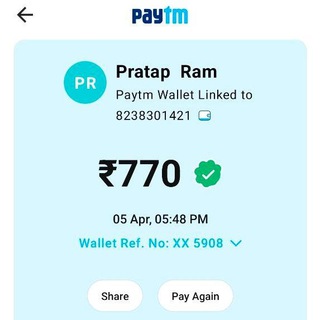 paytm
PR
Pratap Ram
Paytm Wallet Linked to
8238301421
₹770
05 Apr, 05:48 PM
Wallet Ref. No: XX 5908
Share
Pay Again